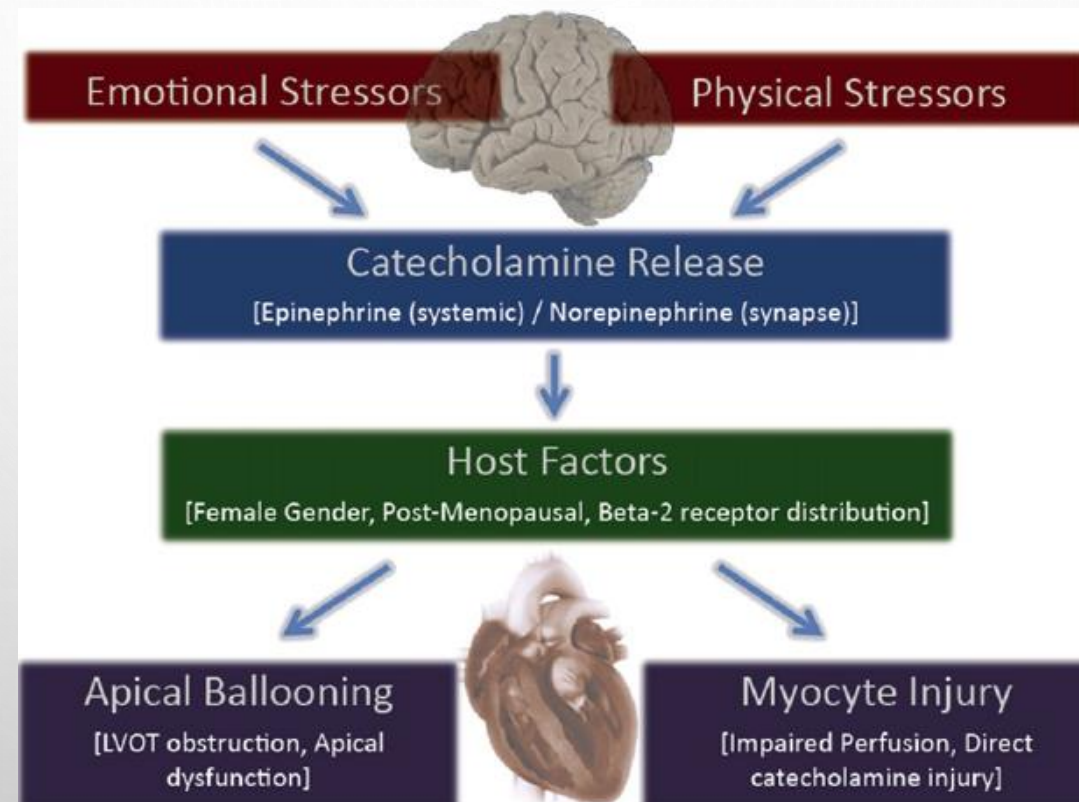 Emotional Stressors
Physical Stressors
Catecholamine Release
[Epinephrine (systemic) / Norepinephrine (synapse)]
Host Factors
[Female Gender, Post-Menopausal, Beta-2 receptor distribution]
Apical Ballooning
[LVOT obstruction, Apical
dysfunction]
Myocyte Injury
[Impaired Perfusion, Direct
catecholamine injury]